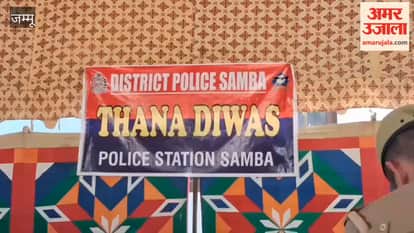 जम्मू
अमर उजाला
amarujala.com
DISTRICT POLICE SAMBA
THANA DIWAS
POLICE STATION SAMBA